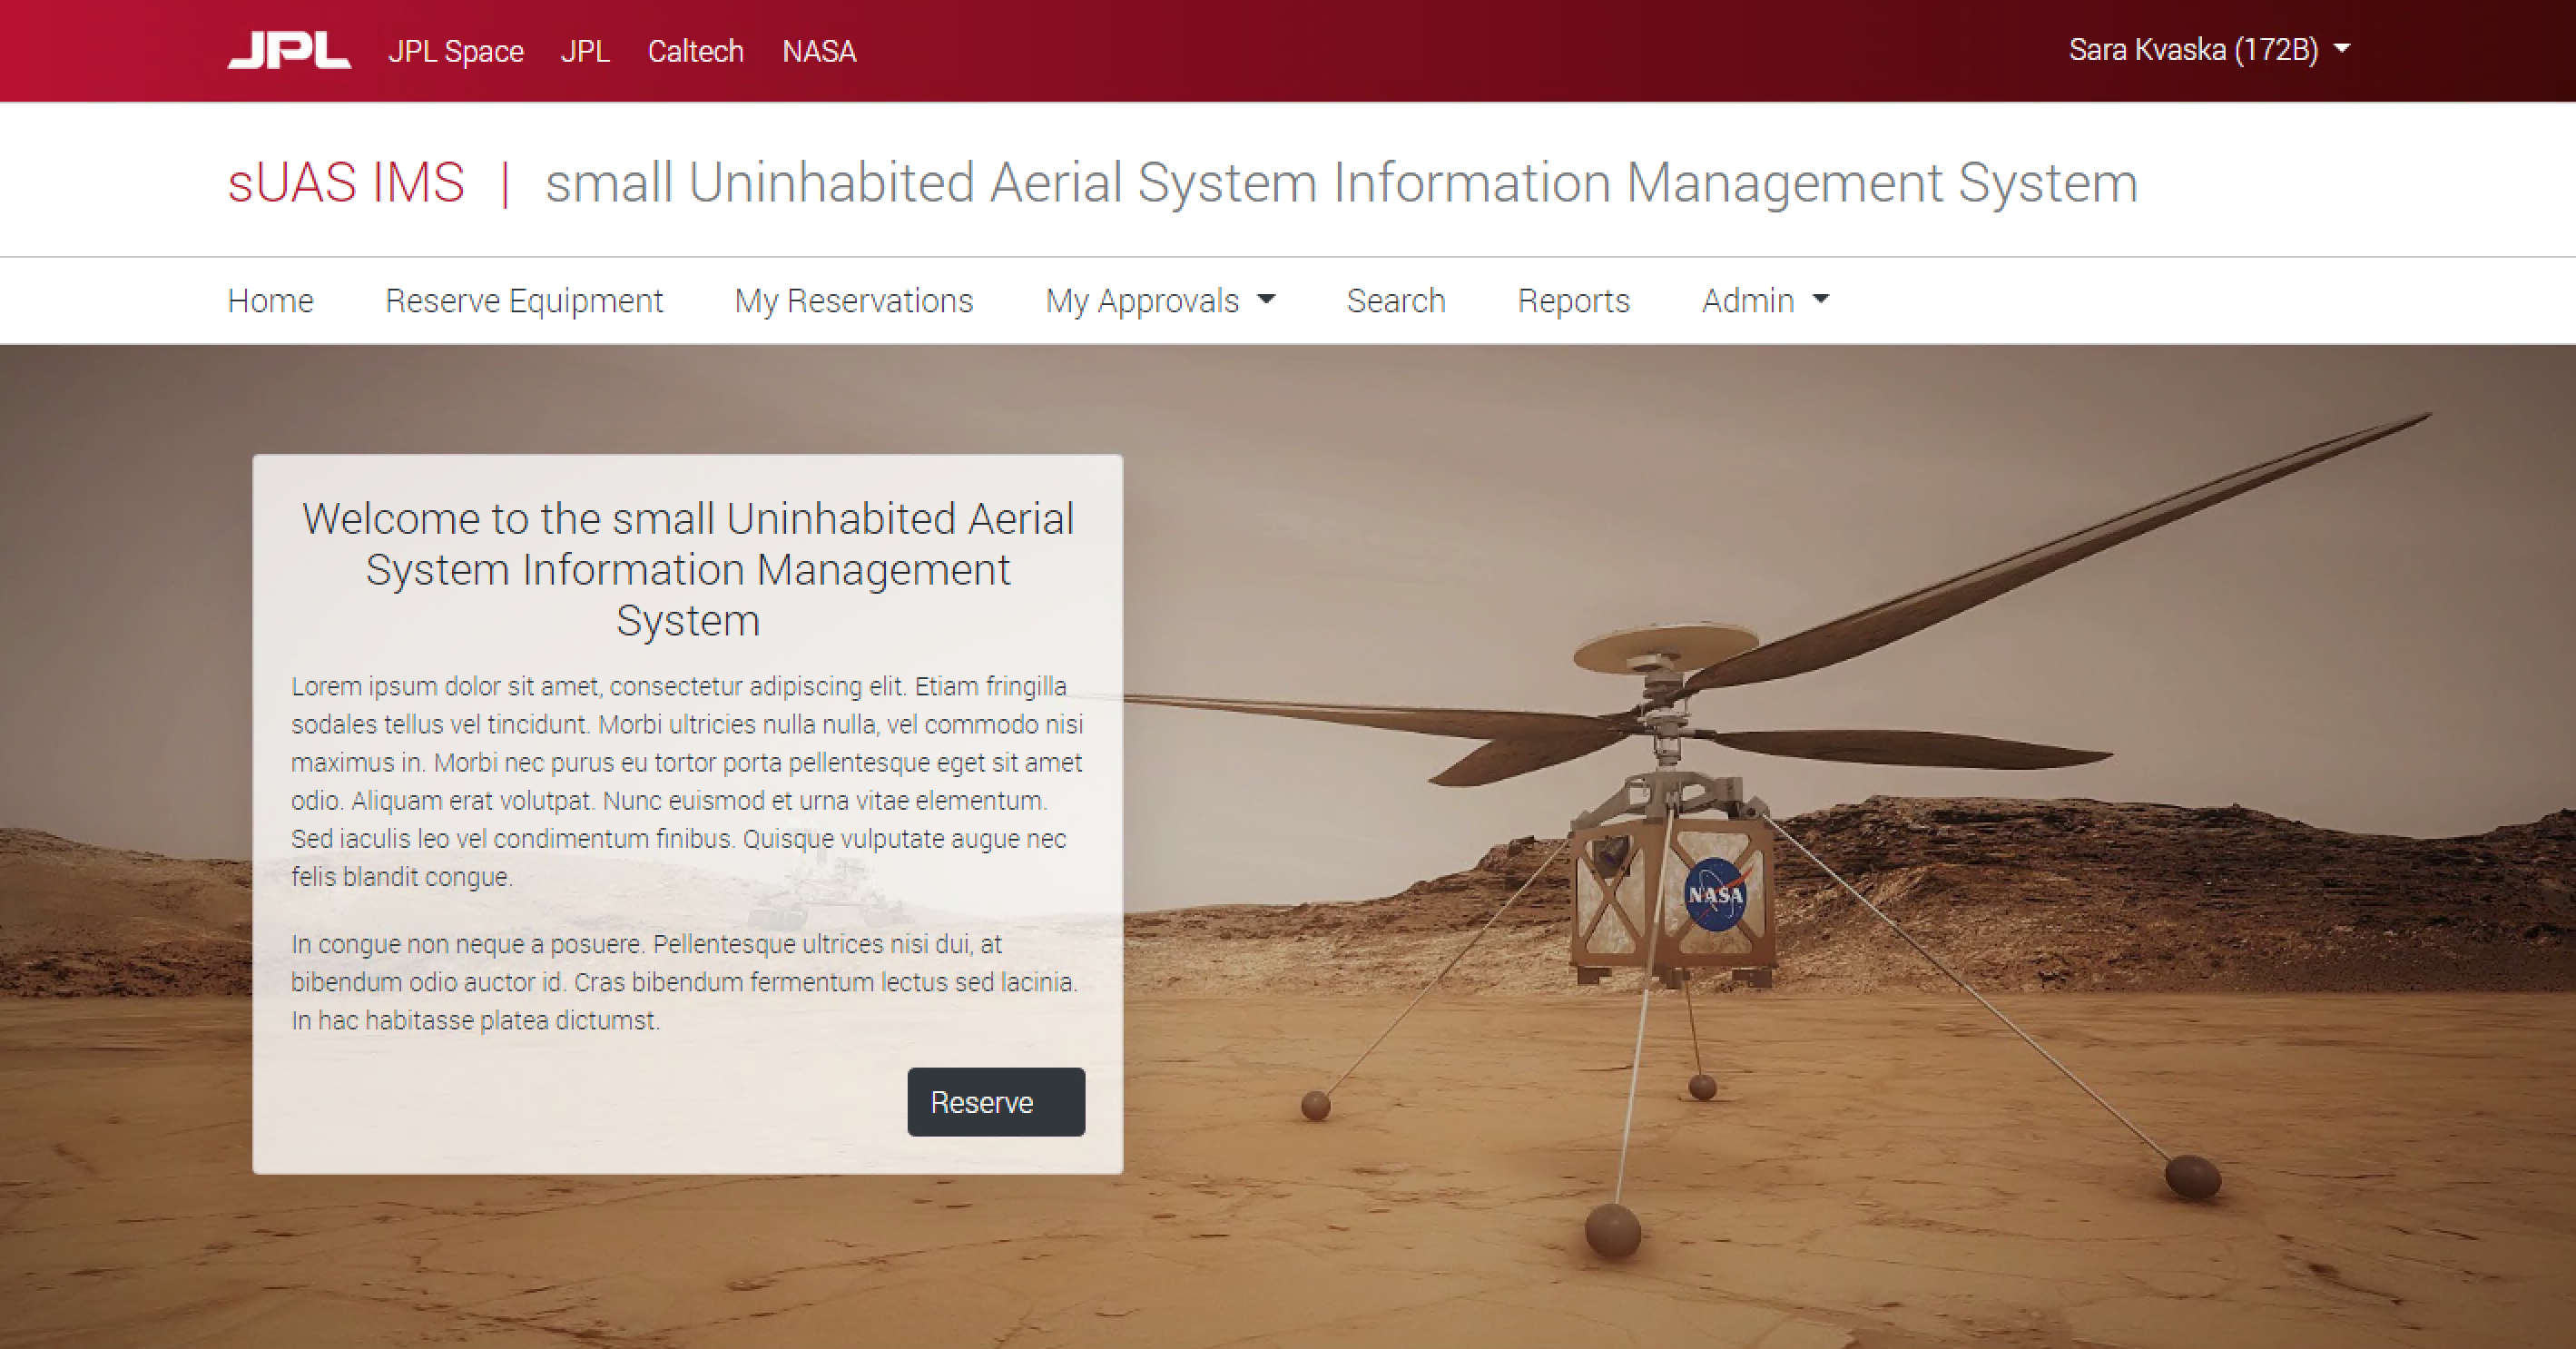 JPL JPL Space JPL Caltech NASA Sara Kvaska (172B)
sUAS IMS | small Uninhabited Aerial System Information Management System
Home Reserve Equipment My Reservations My Approvals Search Reports Admin
Welcome to the small Uninhabited Aerial
System Information Management
System
Lorem ipsum dolor sit amet, consectetur adipiscing elit. Etiam fringilla
sodales tellus vel tincidunt. Morbi ultricies nulla nulla, vel commodo nisi
maximus in. Morbi nec purus eu tortor porta pellentesque eget sit amet
odio. Aliquam erat volutpat. Nunc euismod et urna vitae elementum.
Sed iaculis leo vel condimentum finibus. Quisque vulputate augue nec
felis blandit congue.
In congue non neque a posuere. Pellentesque ultrices nisi dui, at
bibendum odio auctor id. Cras bibendum fermentum lectus sed lacinia.
In hac habitasse platea dictumst.
Reserve
NASA